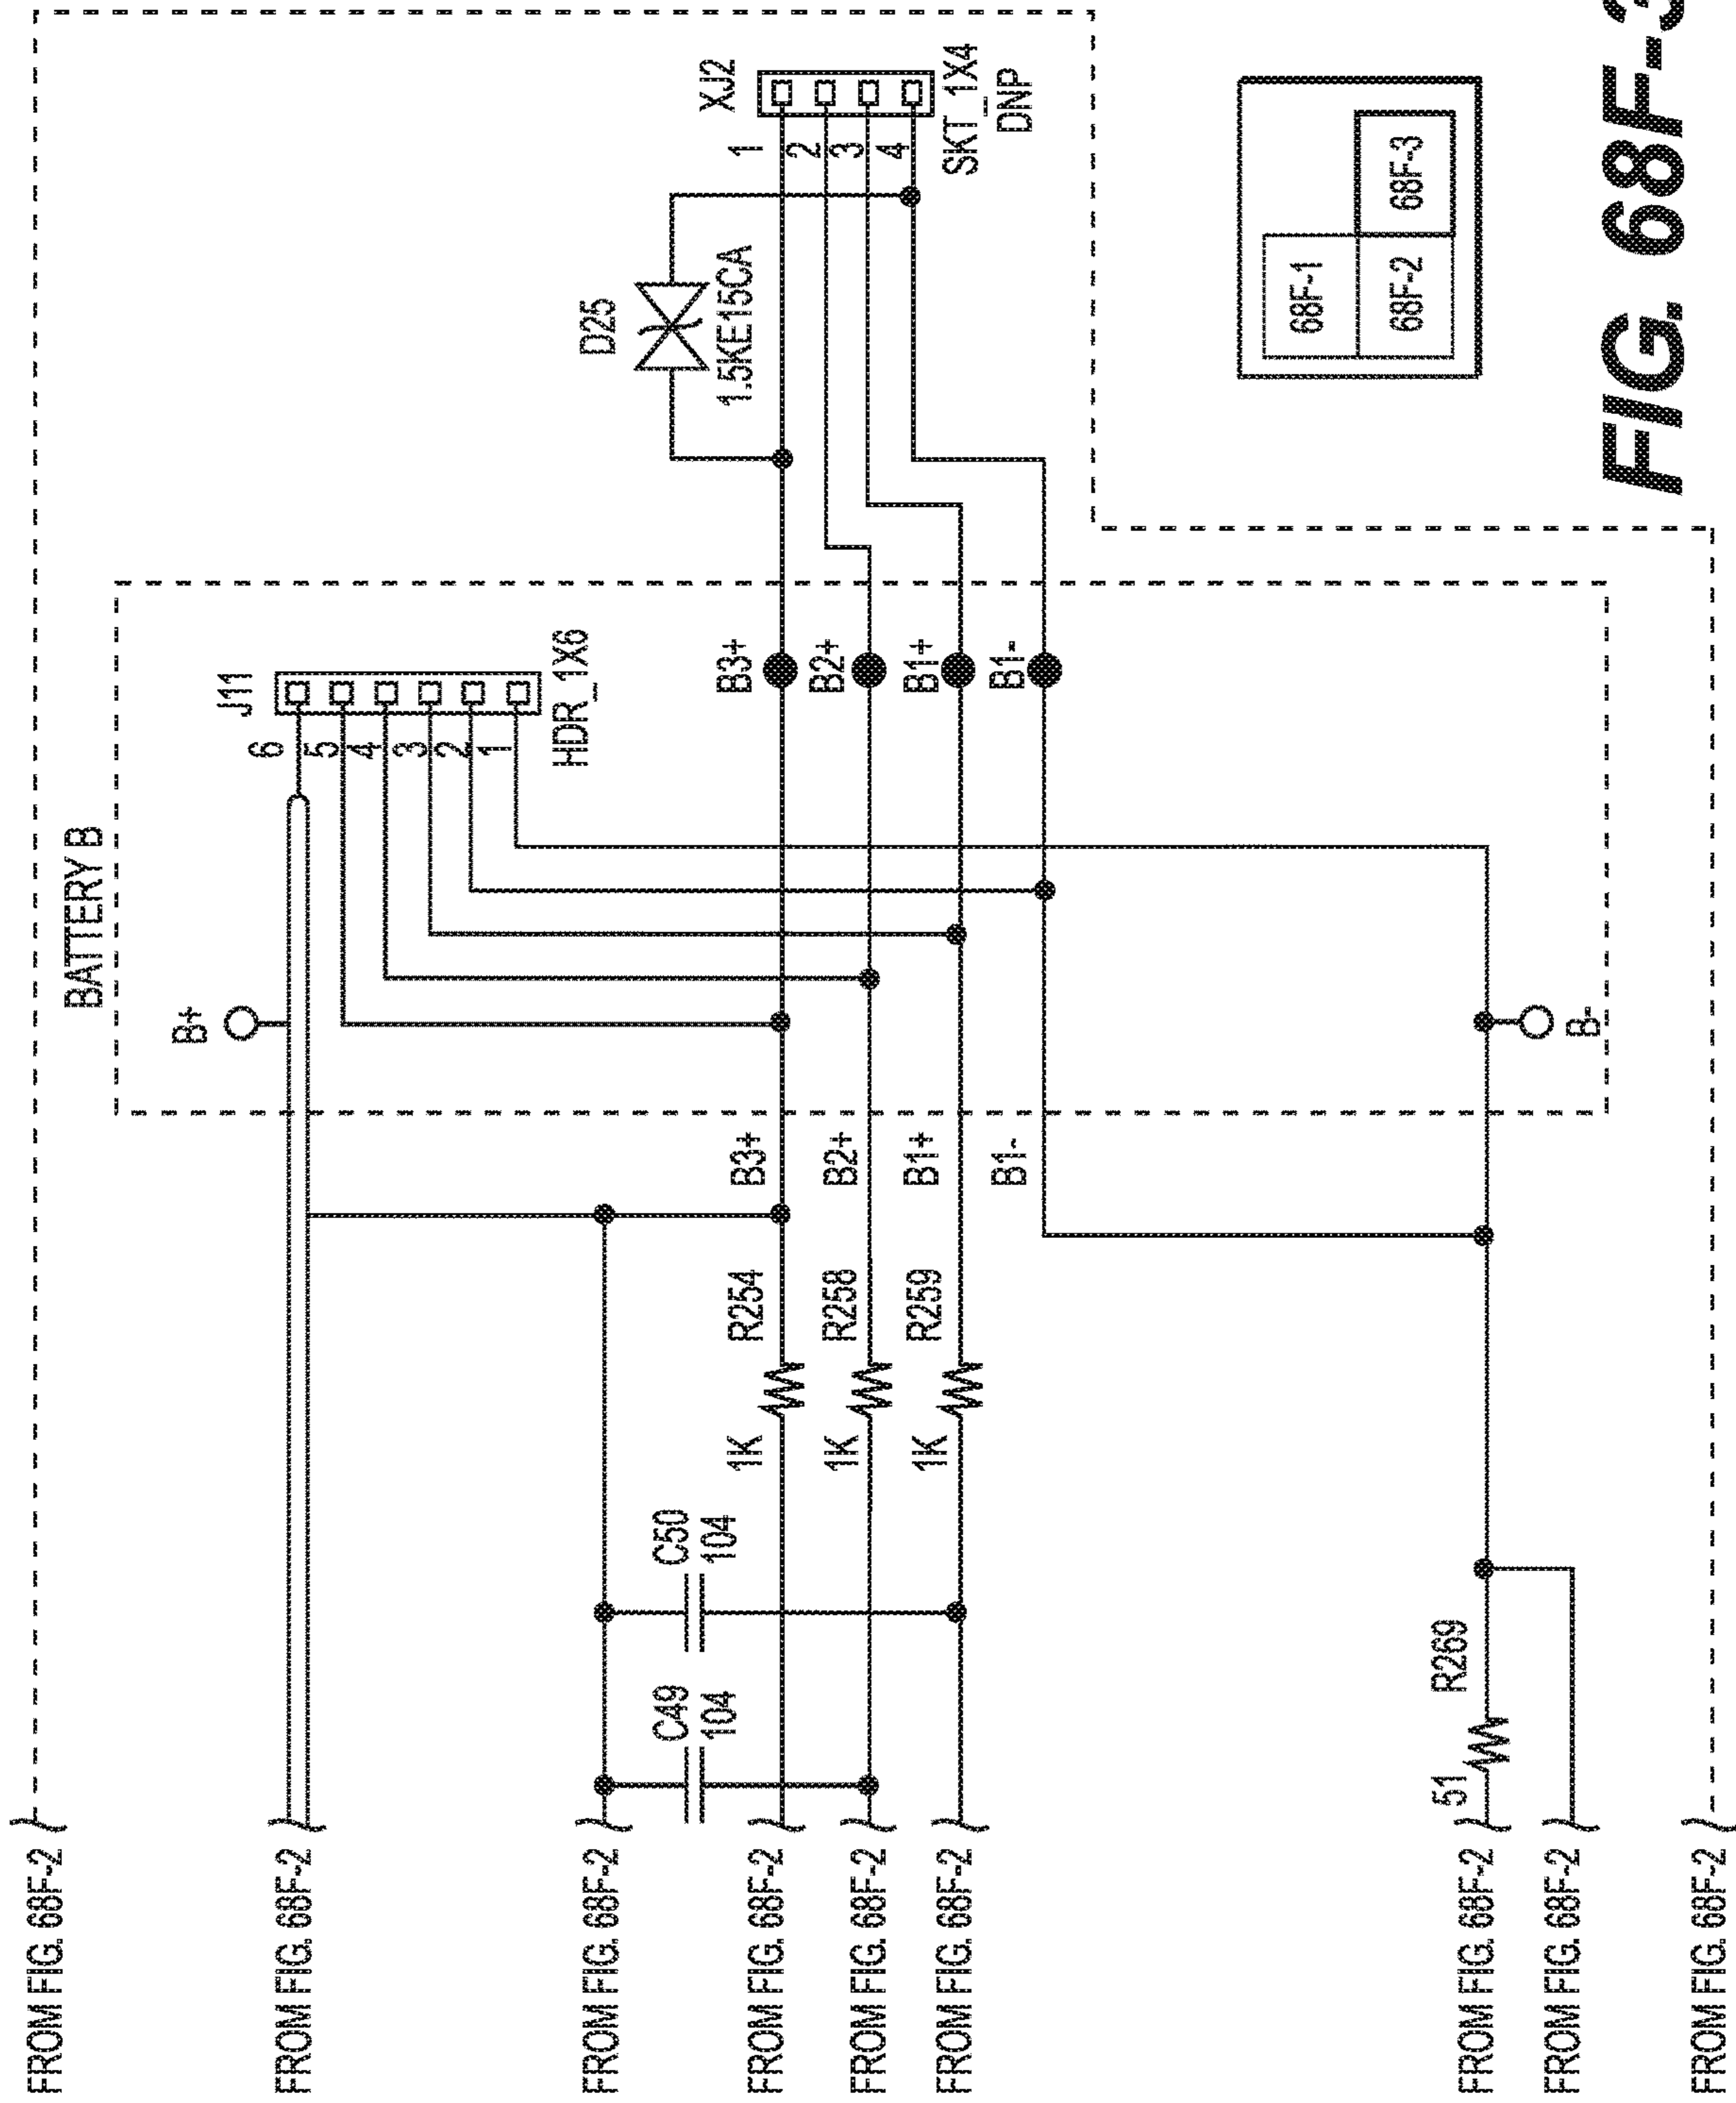 FROM FIG. 68F-2
BATTERY B
B+
J11
6
5
4
3
2
1
HDR_1X6
FROM FIG. 68F-2
D25
1.5KE15CA
FROM FIG. 68F-2
C49
104
C50
104
XJ2
1
2
3
4
SKT_1X4
DNP
FROM FIG. 68F-2
1K
R254
B3+
B3+
FROM FIG. 68F-2
1K
R258
B2+
B2+
FROM FIG. 68F-2
1K
R259
B1+
B1+
B1-
B1-
68F-1
68F-2
68F-3
FROM FIG. 68F-2
51
R269
FROM FIG. 68F-2
B-
FROM FIG. 68F-2
FIG. 68F-3